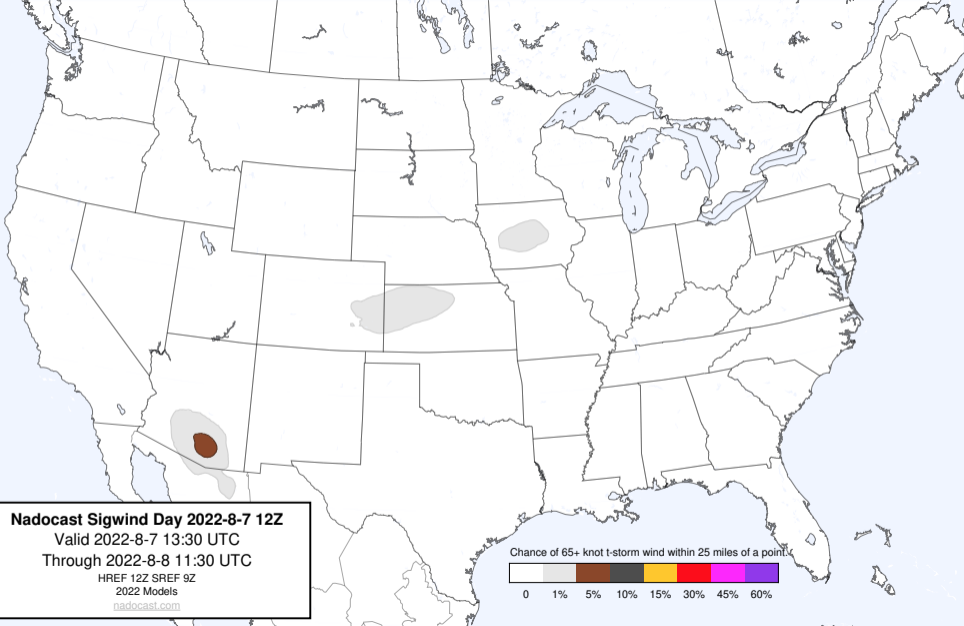 Nadocast Sigwind Day 2022-8-7 12Z
Valid 2022-8-7 13:30 UTC
Through 2022-8-8 11:30 UTC
HREF 12Z SREF 9Z
2022 Models
nadocast.com
Chance of 65+ knot t-storm wind within 25 miles of a point.
0 1% 5% 10% 15% 30% 45% 60%